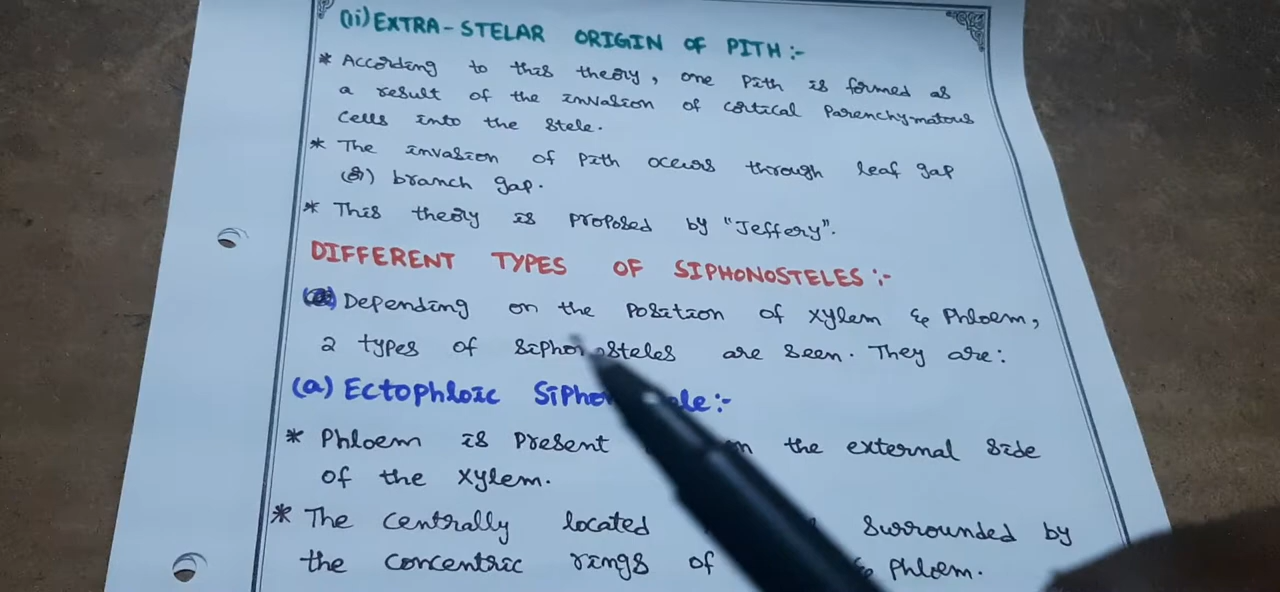 (ii) EXTRA-STELAR ORIGIN OF PITH :-
* According to this theory, one Pith is formed as
a result of the invasion of cortical Parenchymatous
cells into the stele.
* The invasion of Pith occurs through leaf gap
(or) branch gap.
* This theory is proposed by "Jeffery".
DIFFERENT TYPES OF SIPHONOSTELES :-
Depending on the Position of xylem & Phloem,
2 types of siphonosteles are seen. They are:
(a) Ectophloic :-
* Phloem is Present the external side
of the xylem.
* The centrally located surrounded by
the concentric rings of & Phloem.